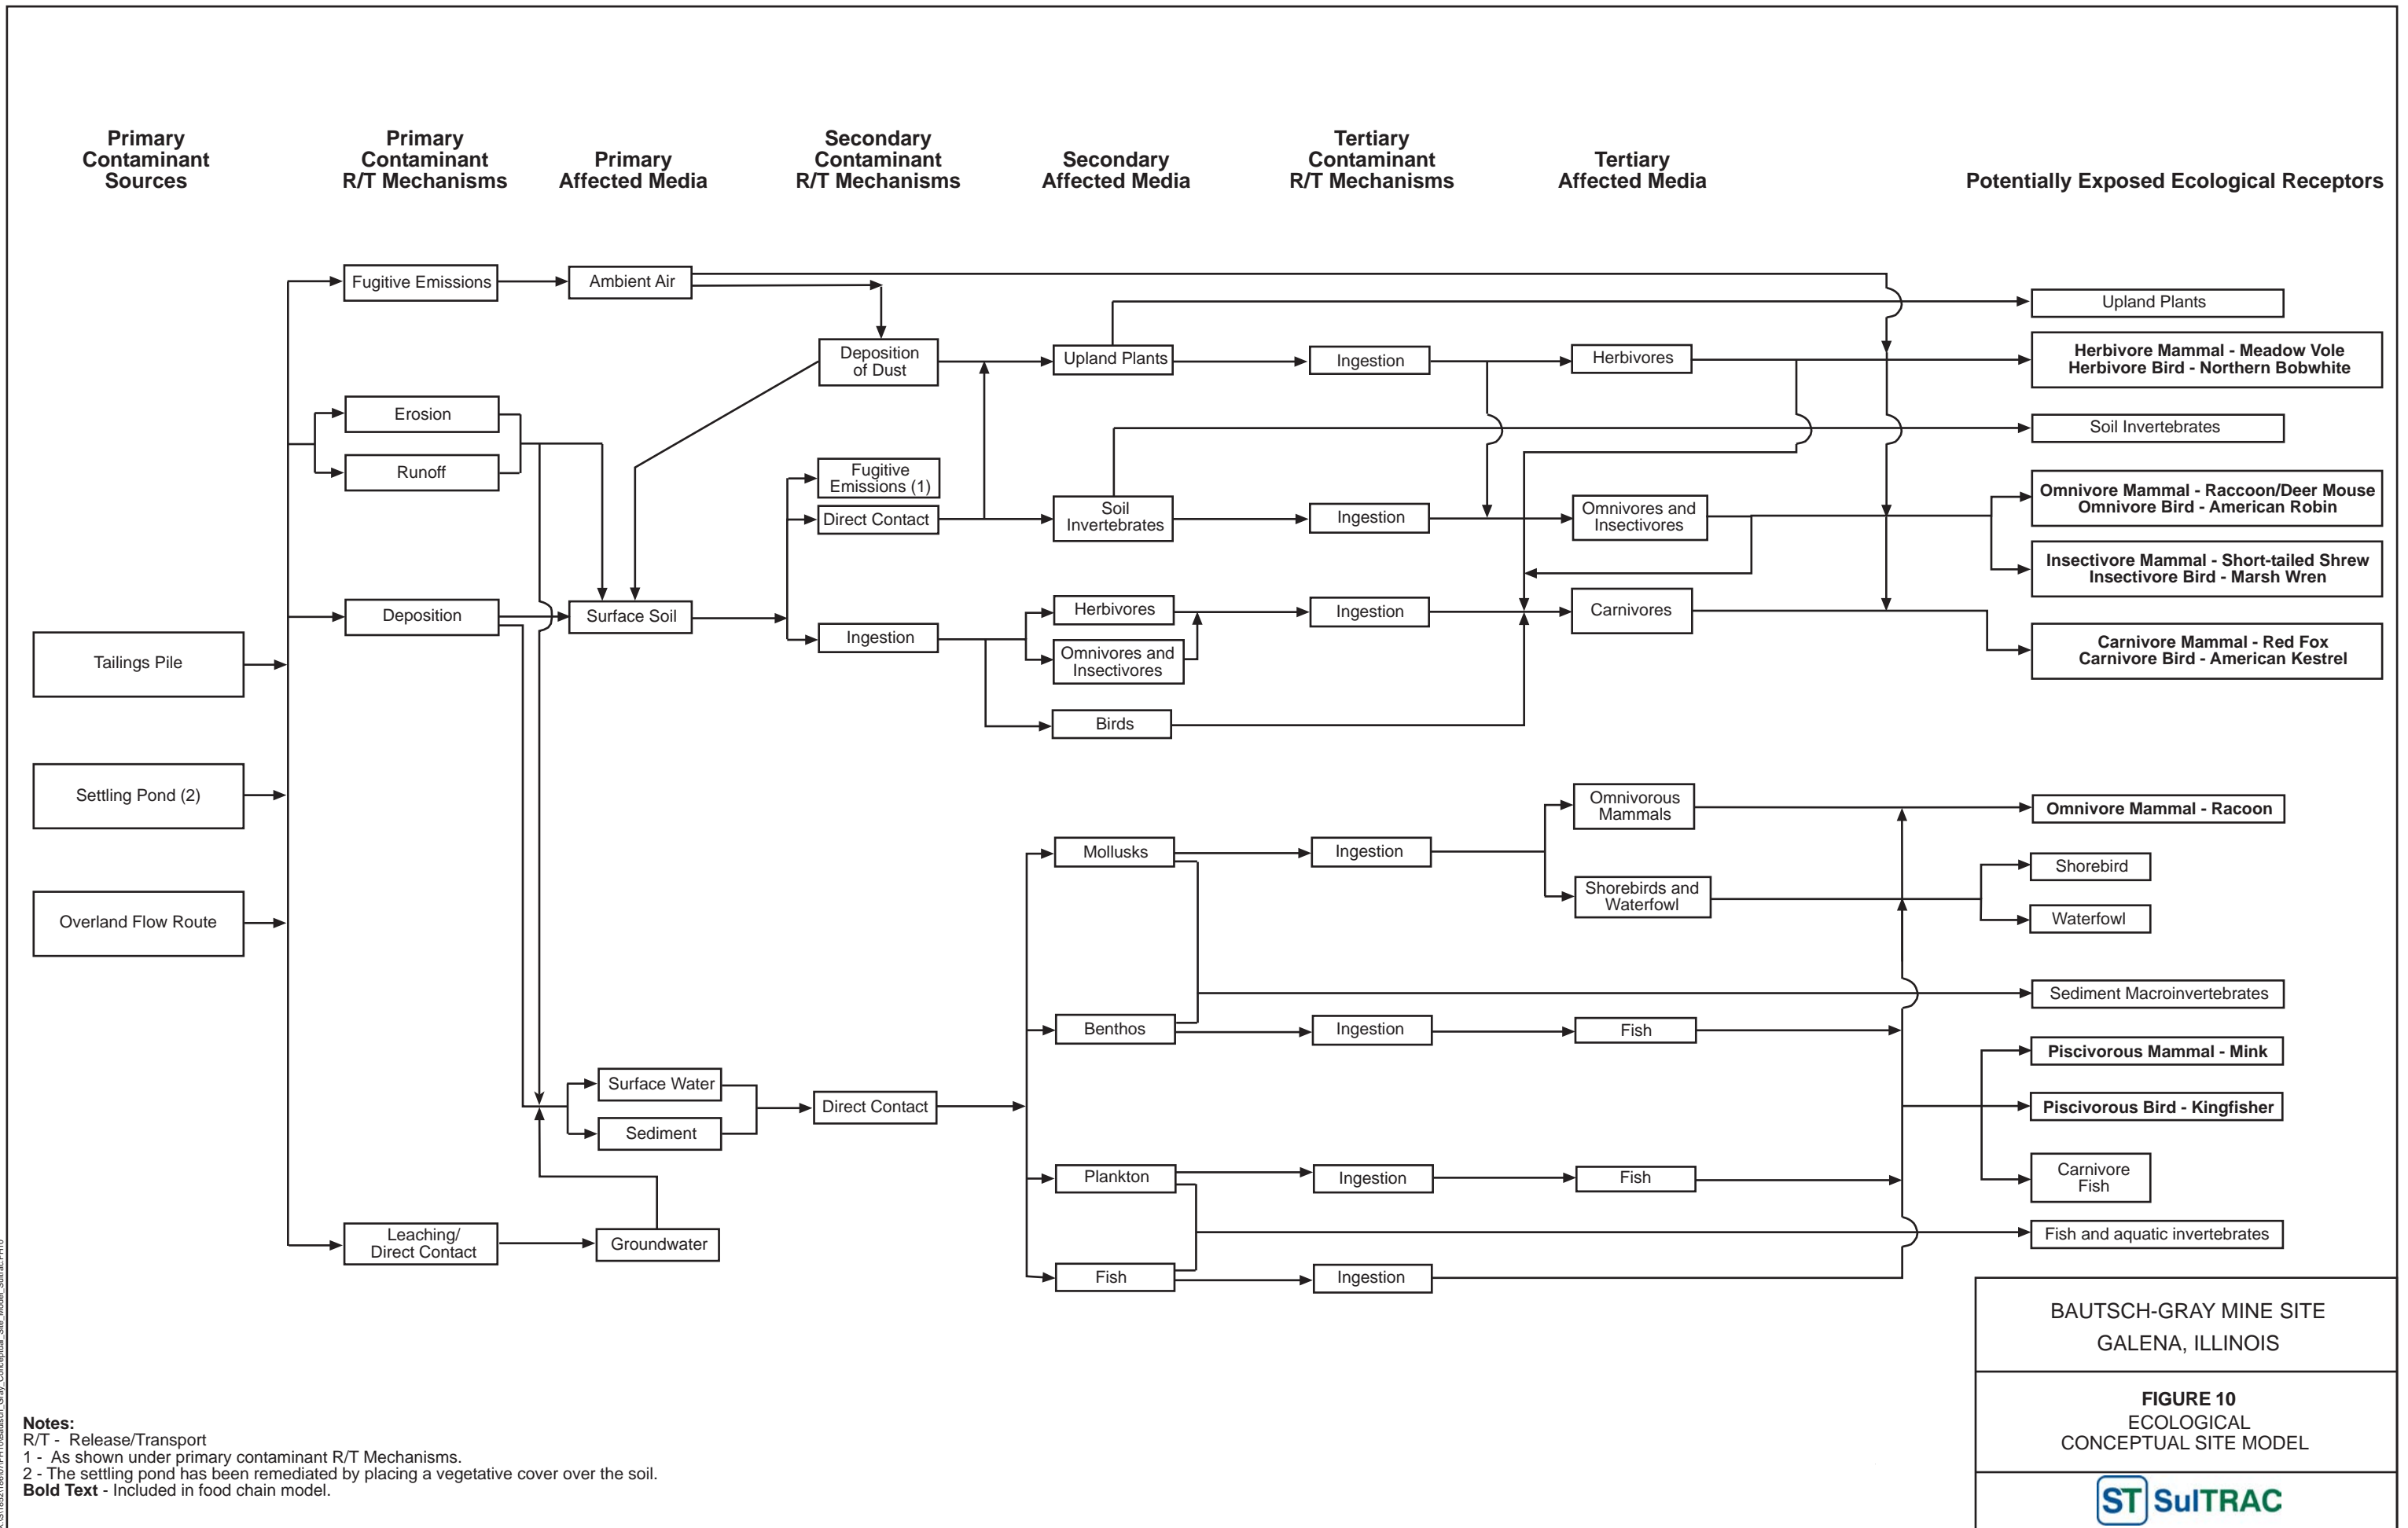 Primary
Contaminant
Sources
Primary
Contaminant
R/T Mechanisms
Primary
Affected Media
Secondary
Contaminant
R/T Mechanisms
Secondary
Affected Media
Tertiary
Contaminant
R/T Mechanisms
Tertiary
Affected Media
Potentially Exposed Ecological Receptors
Tailings Pile
Settling Pond (2)
Overland Flow Route
Fugitive Emissions
Erosion
Runoff
Deposition
Leaching/
Direct Contact
Ambient Air
Surface Soil
Surface Water
Sediment
Groundwater
Deposition
of Dust
Fugitive
Emissions (1)
Direct Contact
Ingestion
Direct Contact
Upland Plants
Soil
Invertebrates
Herbivores
Omnivores and
Insectivores
Birds
Mollusks
Benthos
Plankton
Fish
Ingestion
Ingestion
Ingestion
Ingestion
Ingestion
Ingestion
Ingestion
Herbivores
Omnivores and
Insectivores
Carnivores
Omnivorous
Mammals
Shorebirds and
Waterfowl
Fish
Fish
Upland Plants
Herbivore Mammal - Meadow Vole
Herbivore Bird - Northern Bobwhite
Soil Invertebrates
Omnivore Mammal - Raccoon/Deer Mouse
Omnivore Bird - American Robin
Insectivore Mammal - Short-tailed Shrew
Insectivore Bird - Marsh Wren
Carnivore Mammal - Red Fox
Carnivore Bird - American Kestrel
Omnivore Mammal - Racoon
Shorebird
Waterfowl
Sediment Macroinvertebrates
Piscivorous Mammal - Mink
Piscivorous Bird - Kingfisher
Carnivore
Fish
Fish and aquatic invertebrates
Notes:
R/T - Release/Transport
1 - As shown under primary contaminant R/T Mechanisms.
2 - The settling pond has been remediated by placing a vegetative cover over the soil.
Bold Text - Included in food chain model.
BAUTSCH-GRAY MINE SITE
GALENA, ILLINOIS
FIGURE 10
ECOLOGICAL
CONCEPTUAL SITE MODEL
ST SulTRAC